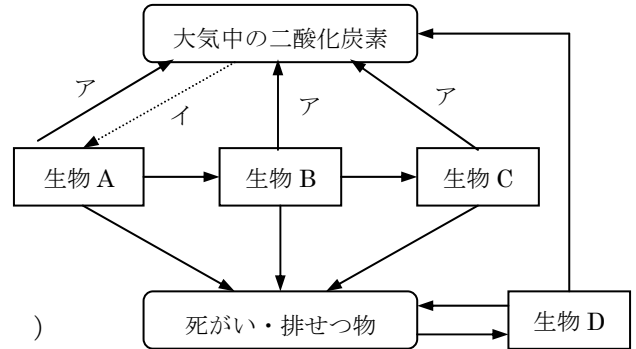 大気中の二酸化炭素
ア
イ
ア
ア
生物 A
生物 B
生物 C
)
死がい・排せつ物
生物 D